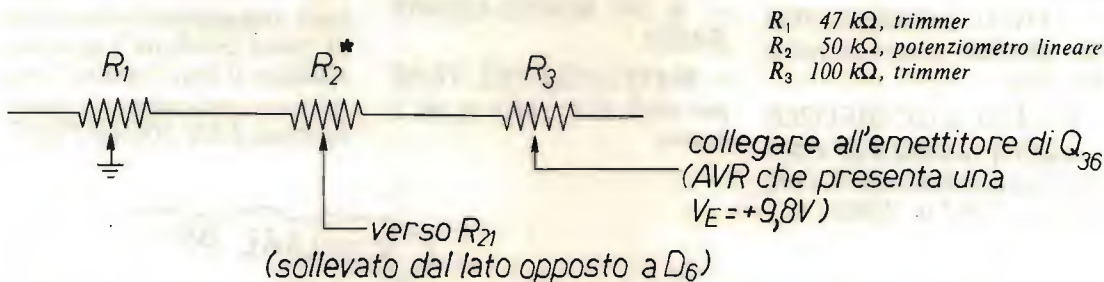 R₁ 47 kΩ, trimmer
R₂ 50 kΩ, potenziometro lineare
R₃ 100 kΩ, trimmer
R₁
R₂*
R₃
collegare all'emettitore di Q₃₆
(AVR che presenta una
V_E = +9,8V)
verso R₂₁
(sollevato dal lato opposto a D₆)